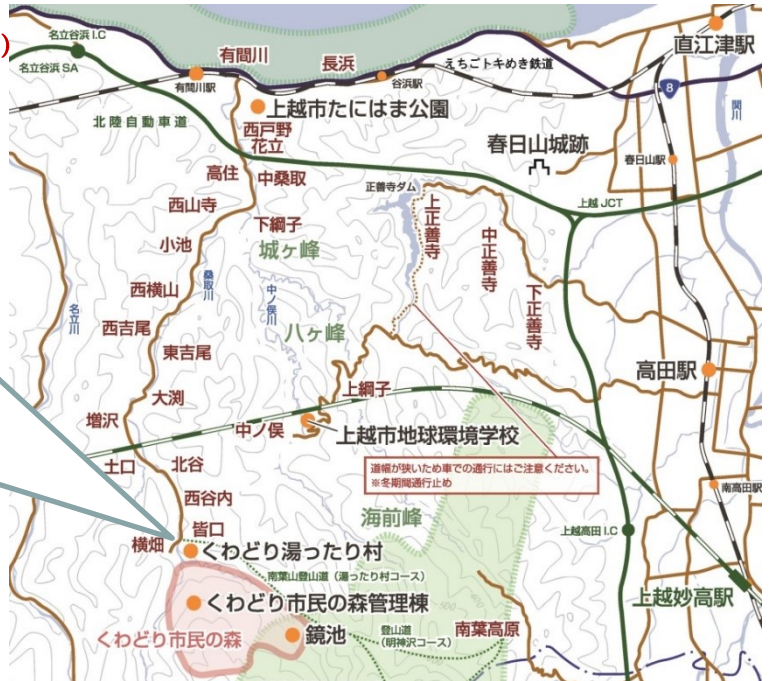 )
名立谷浜 I.C
名立谷浜 SA
有間川
有間川駅
長浜
谷浜駅
えちごトキめき鉄道
直江津駅
8
関川
上越市たにはま公園
北陸自動車道
西戸野
花立
春日山城跡
春日山駅
高住
中桑取
正善寺ダム
上越 JCT
西山寺
下綱子
上正善寺
小池
城ヶ峰
中正善寺
桑取川
中ノ俣川
下正善寺
名立川
西横山
西吉尾
八ヶ峰
東吉尾
高田駅
大渕
上綱子
増沢
中ノ俣
上越市地球環境学校
土口
北谷
道幅が狭いため車での通行にはご注意ください。
※冬期間通行止め
南高田駅
西谷内
海前峰
皆口
上越高田 I.C
横畑
くわどり湯ったり村
南葉山登山道(湯ったり村コース)
上越妙高駅
くわどり市民の森管理棟
くわどり市民の森
鏡池
登山道
(明神沢コース)
南葉高原